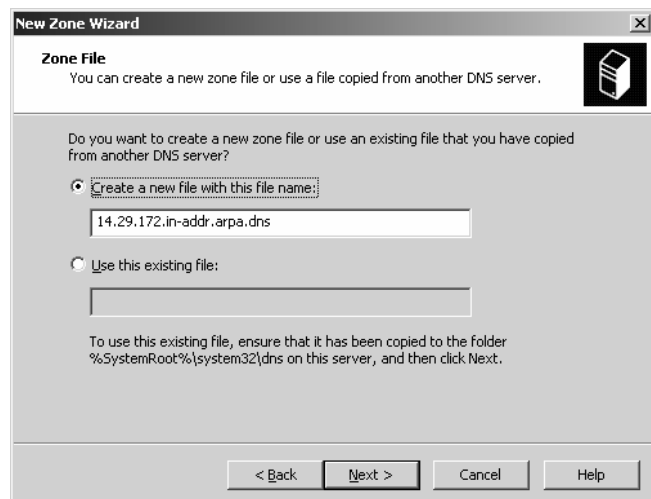 New Zone Wizard
Zone File
You can create a new zone file or use a file copied from another DNS server.
Do you want to create a new zone file or use an existing file that you have copied
from another DNS server?
Create a new file with this file name:
14.29.172.in-addr.arpa.dns
Use this existing file:
To use this existing file, ensure that it has been copied to the folder
%SystemRoot%\system32\dns on this server, and then click Next.
< Back Next > Cancel Help